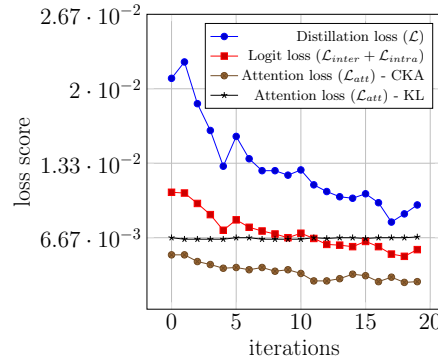 2.67 · 10⁻²
2 · 10⁻²
1.33 · 10⁻²
6.67 · 10⁻³
loss score
Distillation loss (ℒ)
Logit loss (ℒ_inter + ℒ_intra)
Attention loss (ℒ_att) - CKA
Attention loss (ℒ_att) - KL
0 5 10 15 20
iterations